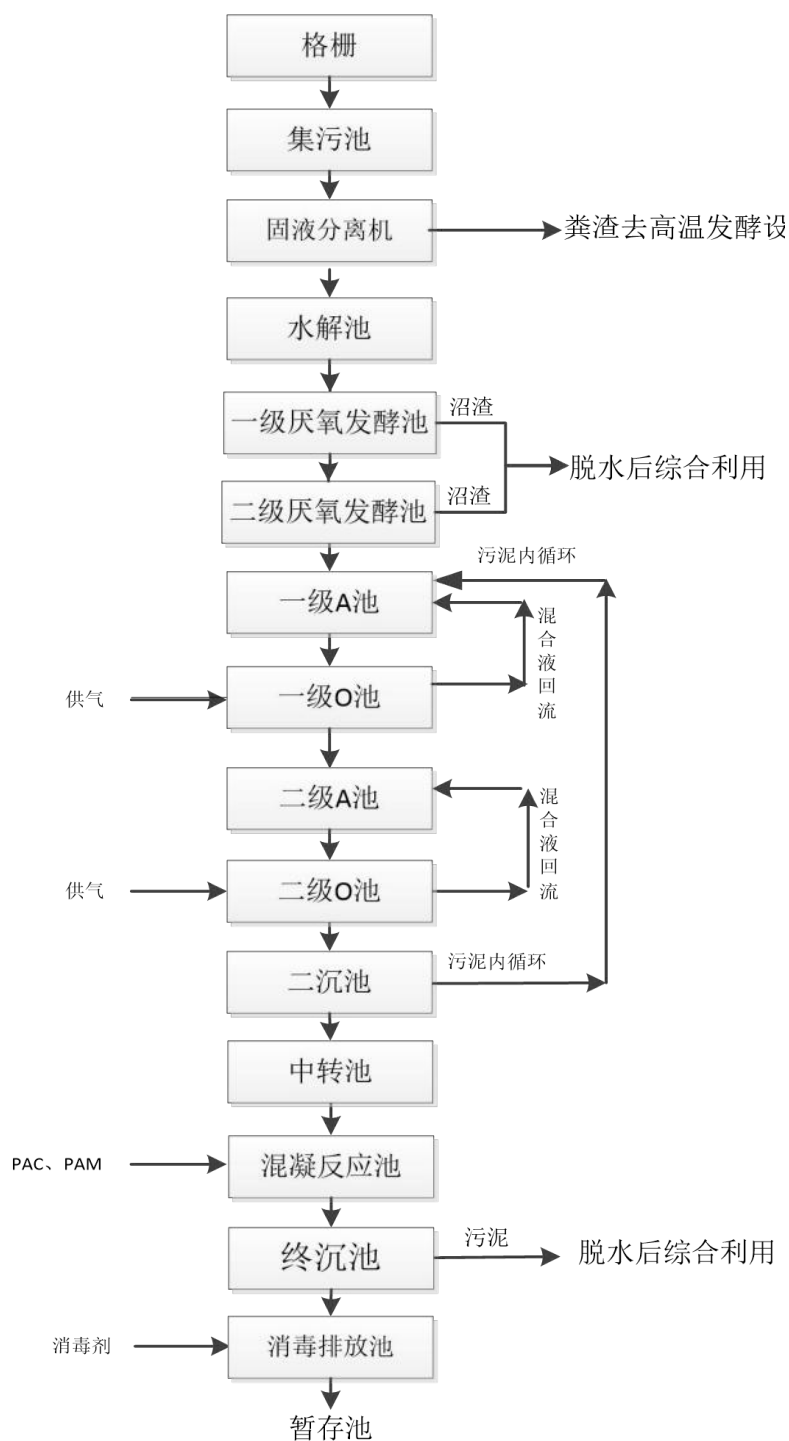 格栅
集污池
固液分离机
粪渣去高温发酵设
水解池
一级厌氧发酵池
沼渣
脱水后综合利用
二级厌氧发酵池
沼渣
污泥内循环
一级A池
混合液回流
供气
一级O池
二级A池
混合液回流
供气
二级O池
污泥内循环
二沉池
中转池
PAC、PAM
混凝反应池
终沉池
污泥
脱水后综合利用
消毒剂
消毒排放池
暂存池